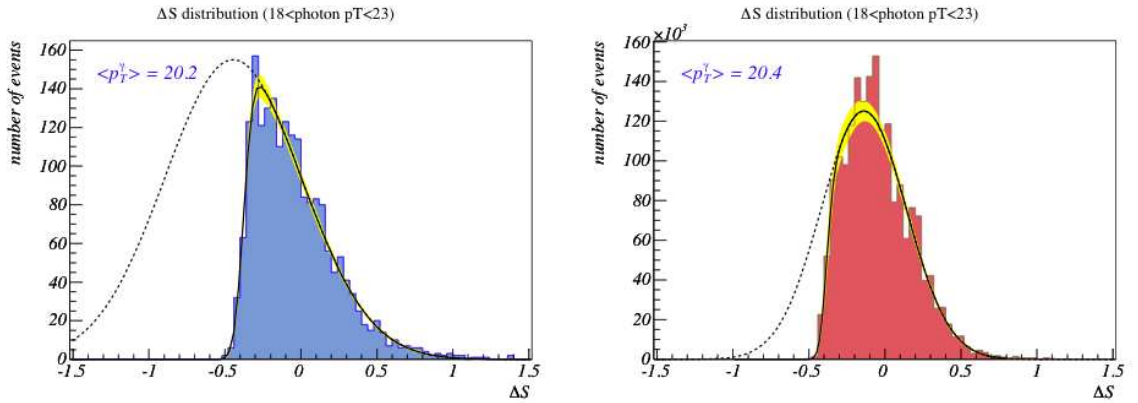 ΔS distribution (18<photon pT<23)
number of events
<p_T^γ> = 20.2
160
140
120
100
80
60
40
20
0
-1.5 -1 -0.5 0 0.5 1 1.5
ΔS
ΔS distribution (18<photon pT<23)
×10³
number of events
<p_T^γ> = 20.4
160
140
120
100
80
60
40
20
0
-1.5 -1 -0.5 0 0.5 1 1.5
ΔS